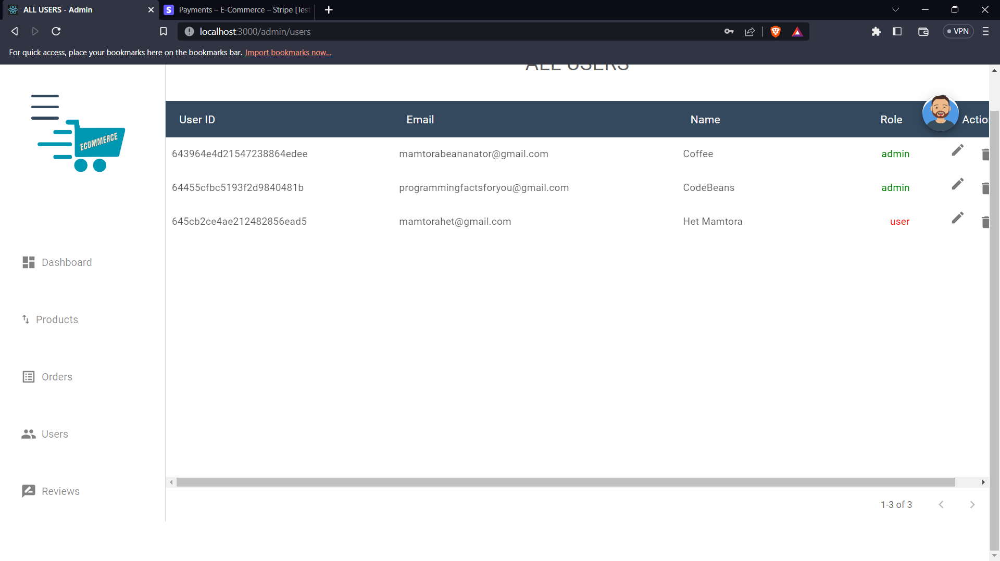 ALL USERS - Admin
Payments – E-Commerce – Stripe [Test
localhost:3000/admin/users
VPN
For quick access, place your bookmarks here on the bookmarks bar. Import bookmarks now...
ALL USERS
ECOMMERCE
User ID Email Name Role Actio
643964e4d21547238864edee mamtorabeananator@gmail.com Coffee admin
64455cfbc5193f2d9840481b programmingfactsforyou@gmail.com CodeBeans admin
645cb2ce4ae212482856ead5 mamtorahet@gmail.com Het Mamtora user
Dashboard
Products
Orders
Users
Reviews
1-3 of 3